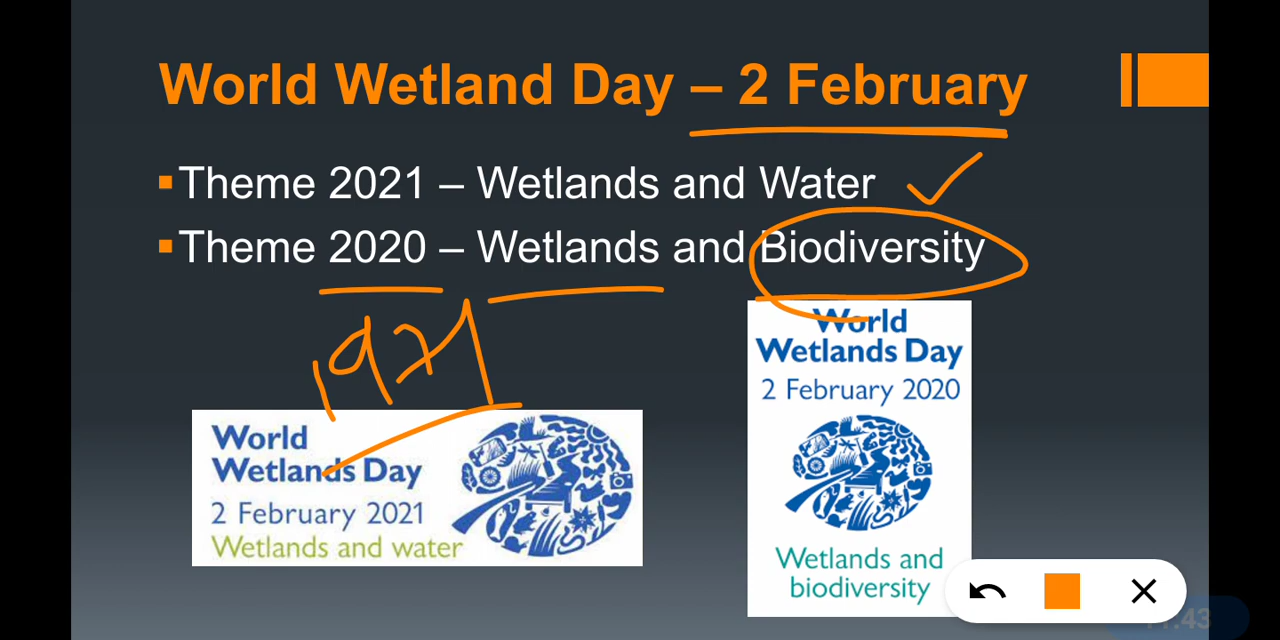 World Wetland Day – 2 February
Theme 2021 – Wetlands and Water
Theme 2020 – Wetlands and Biodiversity
1971
World
Wetlands Day
2 February 2021
Wetlands and water
World
Wetlands Day
2 February 2020
Wetlands and
biodiversity